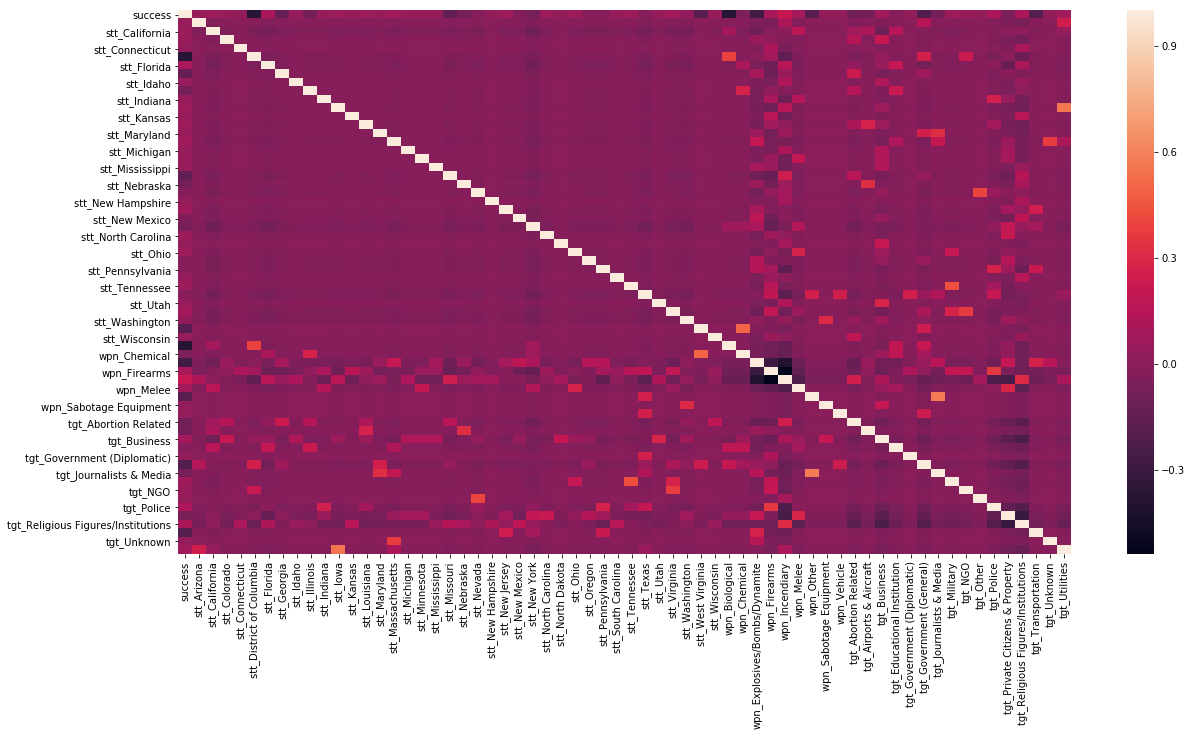 success
stt_California
stt_Connecticut
stt_Florida
stt_Idaho
stt_Indiana
stt_Kansas
stt_Maryland
stt_Michigan
stt_Mississippi
stt_Nebraska
stt_New Hampshire
stt_New Mexico
stt_North Carolina
stt_Ohio
stt_Pennsylvania
stt_Tennessee
stt_Utah
stt_Washington
stt_Wisconsin
wpn_Chemical
wpn_Firearms
wpn_Melee
wpn_Sabotage Equipment
tgt_Abortion Related
tgt_Business
tgt_Government (Diplomatic)
tgt_Journalists & Media
tgt_NGO
tgt_Police
tgt_Religious Figures/Institutions
tgt_Unknown
success
stt_Arizona
stt_California
stt_Colorado
stt_Connecticut
stt_District of Columbia
stt_Florida
stt_Georgia
stt_Idaho
stt_Illinois
stt_Indiana
stt_Iowa
stt_Kansas
stt_Louisiana
stt_Maryland
stt_Massachusetts
stt_Michigan
stt_Minnesota
stt_Mississippi
stt_Missouri
stt_Nebraska
stt_Nevada
stt_New Hampshire
stt_New Jersey
stt_New Mexico
stt_New York
stt_North Carolina
stt_North Dakota
stt_Ohio
stt_Oregon
stt_Pennsylvania
stt_South Carolina
stt_Tennessee
stt_Texas
stt_Utah
stt_Virginia
stt_Washington
stt_West Virginia
stt_Wisconsin
wpn_Biological
wpn_Chemical
wpn_Explosives/Bombs/Dynamite
wpn_Firearms
wpn_Incendiary
wpn_Melee
wpn_Other
wpn_Sabotage Equipment
wpn_Vehicle
tgt_Abortion Related
tgt_Airports & Aircraft
tgt_Business
tgt_Educational Institution
tgt_Government (Diplomatic)
tgt_Government (General)
tgt_Journalists & Media
tgt_Military
tgt_NGO
tgt_Other
tgt_Police
tgt_Private Citizens & Property
tgt_Religious Figures/Institutions
tgt_Transportation
tgt_Unknown
tgt_Utilities
0.9
0.6
0.3
0.0
−0.3